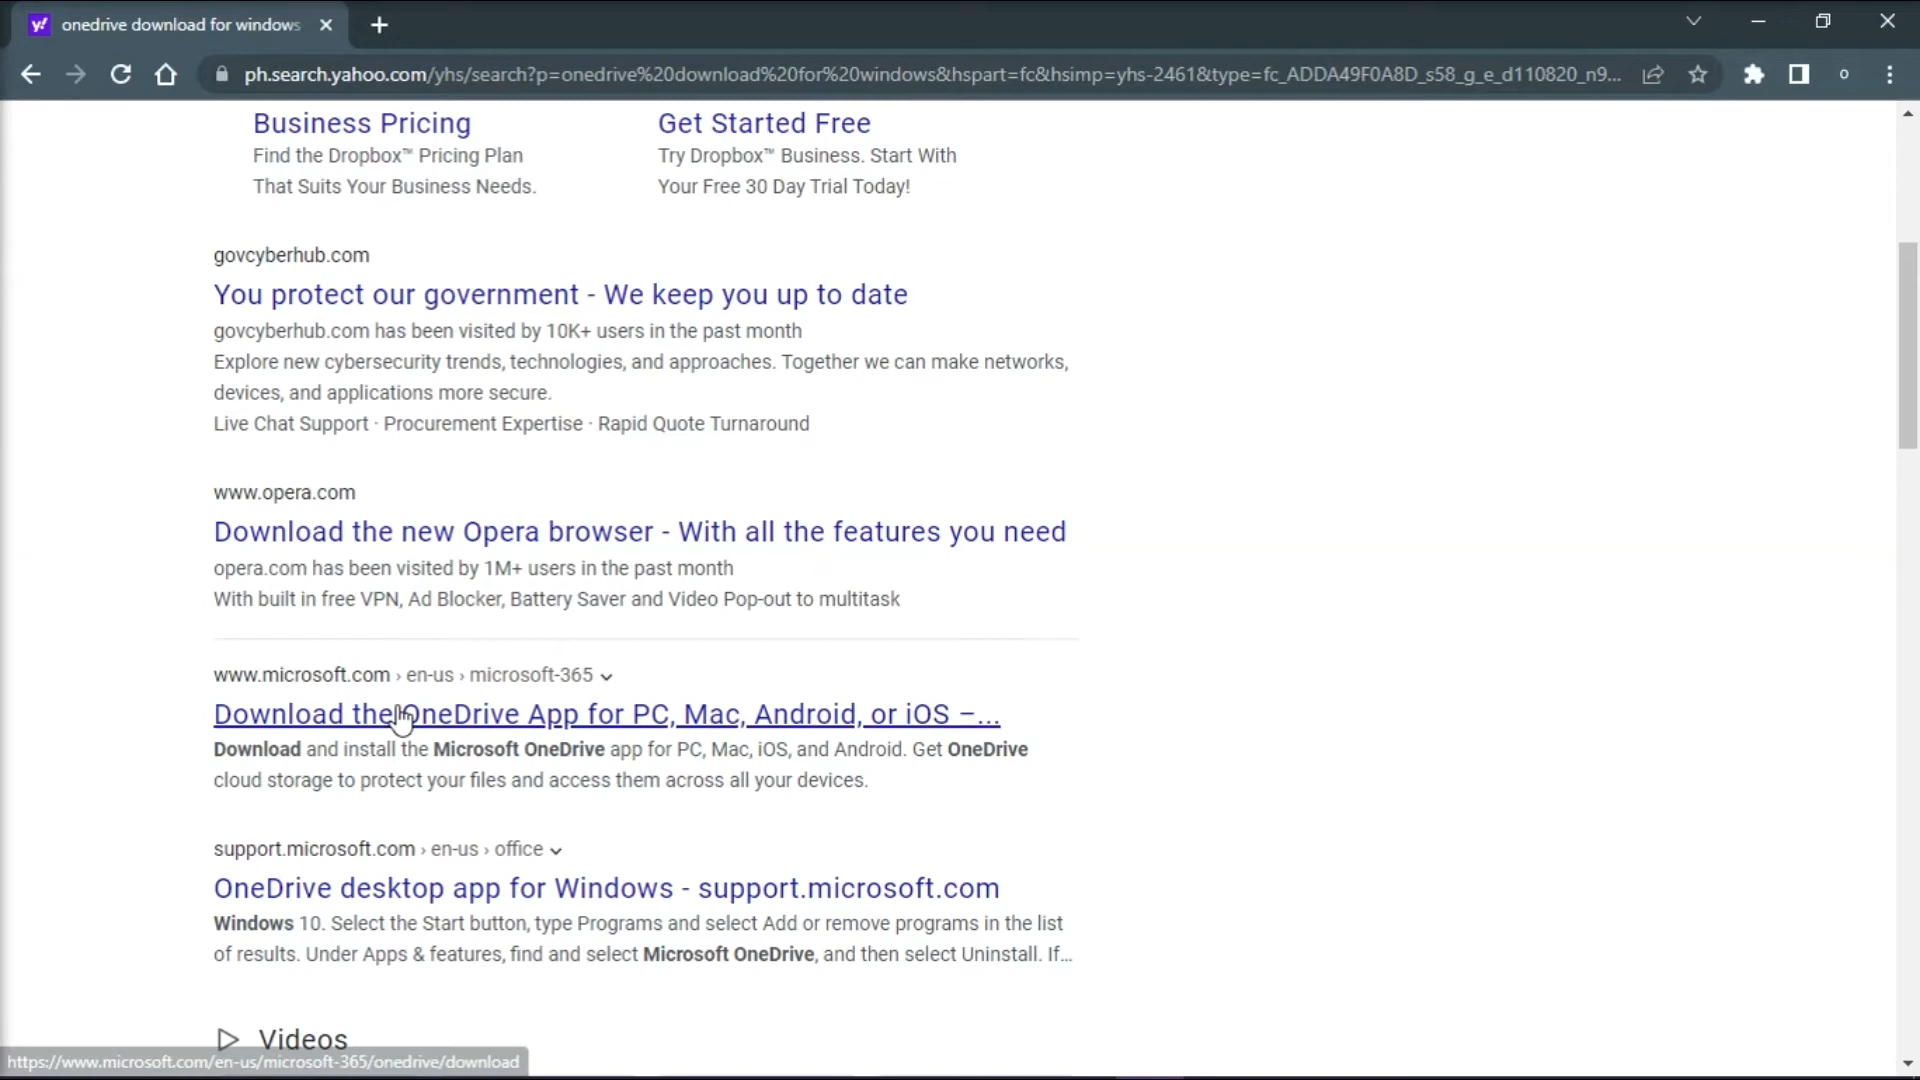 onedrive download for windows
ph.search.yahoo.com/yhs/search?p=onedrive%20download%20for%20windows&hspart=fc&hsimp=yhs-2461&type=fc_ADDA49F0A8D_s58_g_e_d110820_n9...
Business Pricing
Find the Dropbox™ Pricing Plan
That Suits Your Business Needs.
Get Started Free
Try Dropbox™ Business. Start With
Your Free 30 Day Trial Today!
govcyberhub.com
You protect our government - We keep you up to date
govcyberhub.com has been visited by 10K+ users in the past month
Explore new cybersecurity trends, technologies, and approaches. Together we can make networks,
devices, and applications more secure.
Live Chat Support · Procurement Expertise · Rapid Quote Turnaround
www.opera.com
Download the new Opera browser - With all the features you need
opera.com has been visited by 1M+ users in the past month
With built in free VPN, Ad Blocker, Battery Saver and Video Pop-out to multitask
www.microsoft.com › en-us › microsoft-365
Download the OneDrive App for PC, Mac, Android, or iOS –...
Download and install the Microsoft OneDrive app for PC, Mac, iOS, and Android. Get OneDrive
cloud storage to protect your files and access them across all your devices.
support.microsoft.com › en-us › office
OneDrive desktop app for Windows - support.microsoft.com
Windows 10. Select the Start button, type Programs and select Add or remove programs in the list
of results. Under Apps & features, find and select Microsoft OneDrive, and then select Uninstall. If...
Videos
https://www.microsoft.com/en-us/microsoft-365/onedrive/download